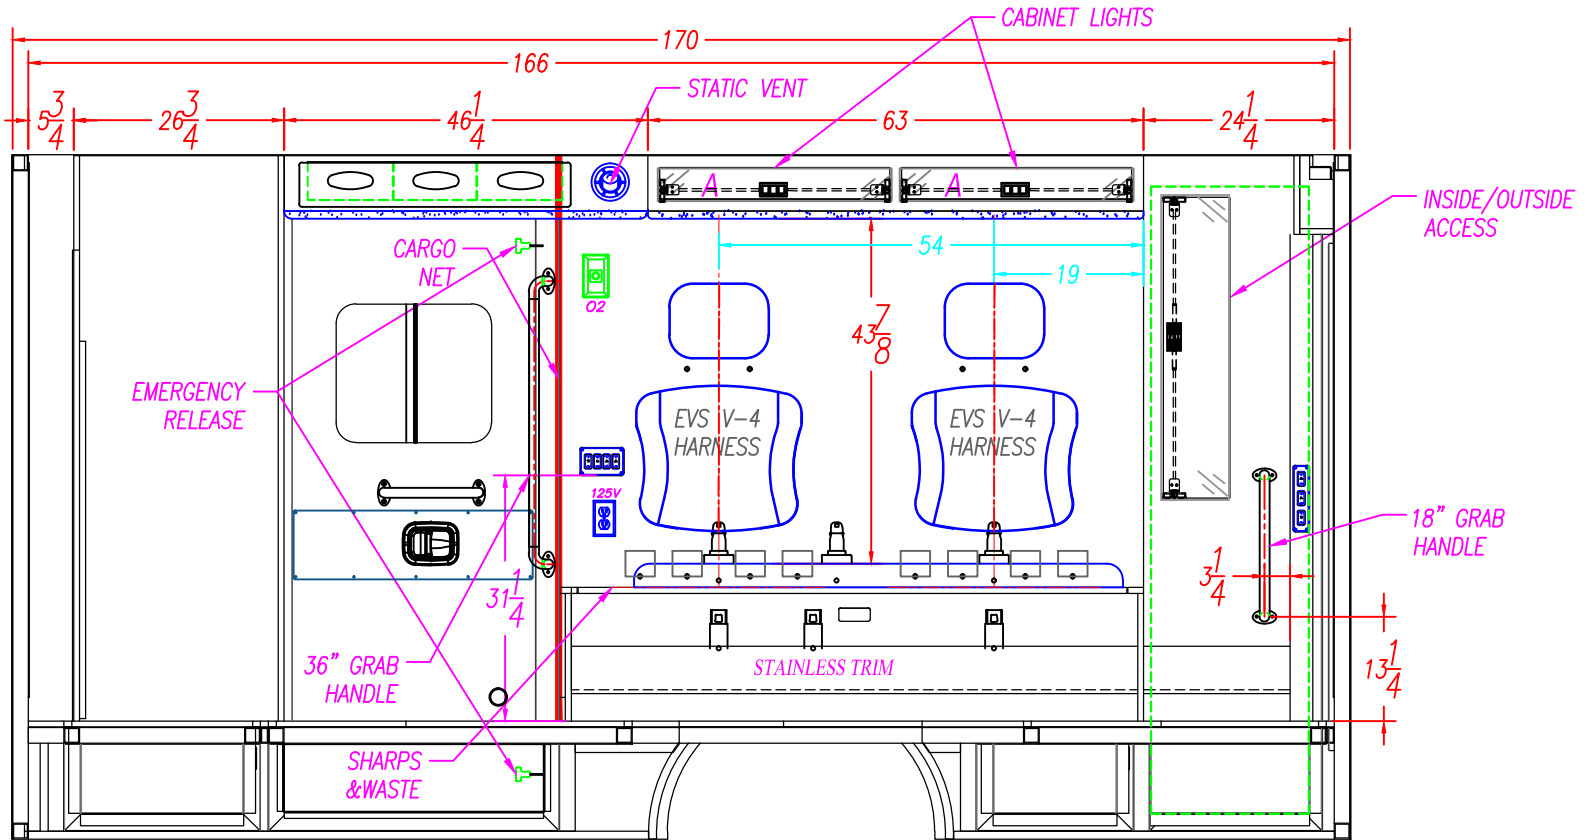 CABINET LIGHTS
170
166
STATIC VENT
5 3/4
26 3/4
46 1/4
63
24 1/4
A
A
INSIDE/OUTSIDE
ACCESS
CARGO
NET
54
19
O2
43 7/8
EMERGENCY
RELEASE
EVS V-4
HARNESS
EVS V-4
HARNESS
125V
18" GRAB
HANDLE
3 1/4
31 1/4
36" GRAB
HANDLE
STAINLESS TRIM
13 1/4
SHARPS
&WASTE